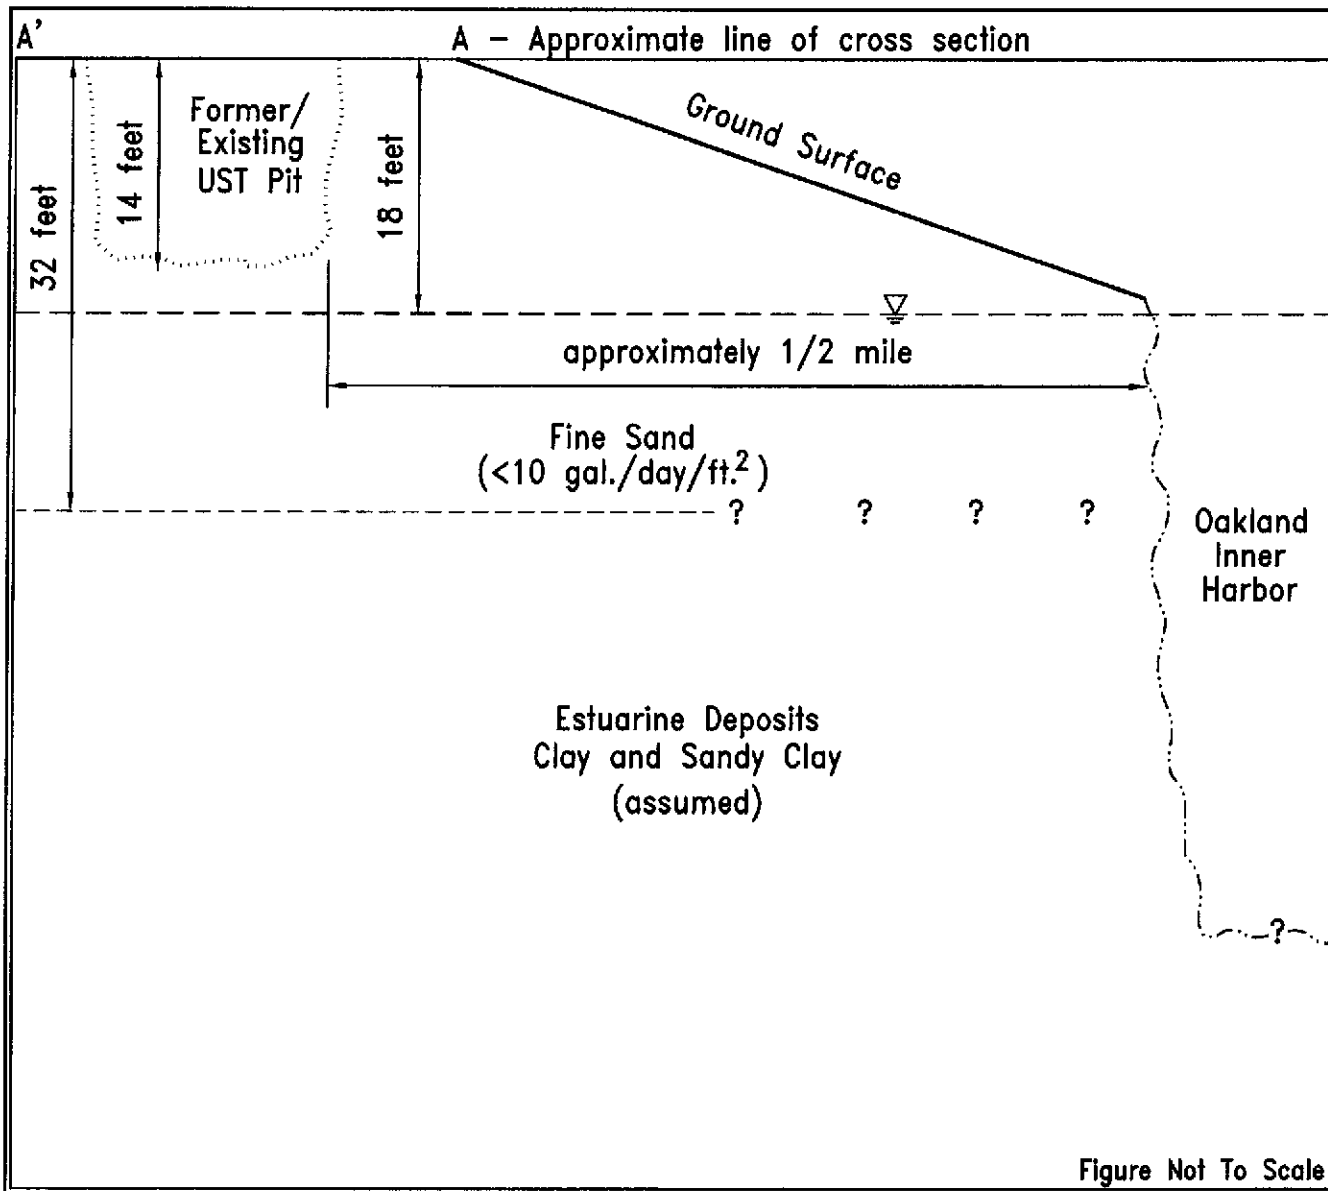 A'
A – Approximate line of cross section
Former/
Existing
UST Pit
14 feet
18 feet
32 feet
Ground Surface
approximately 1/2 mile
Fine Sand
(<10 gal./day/ft.²)
? ? ? ?
Oakland
Inner
Harbor
Estuarine Deposits
Clay and Sandy Clay
(assumed)
?
Figure Not To Scale